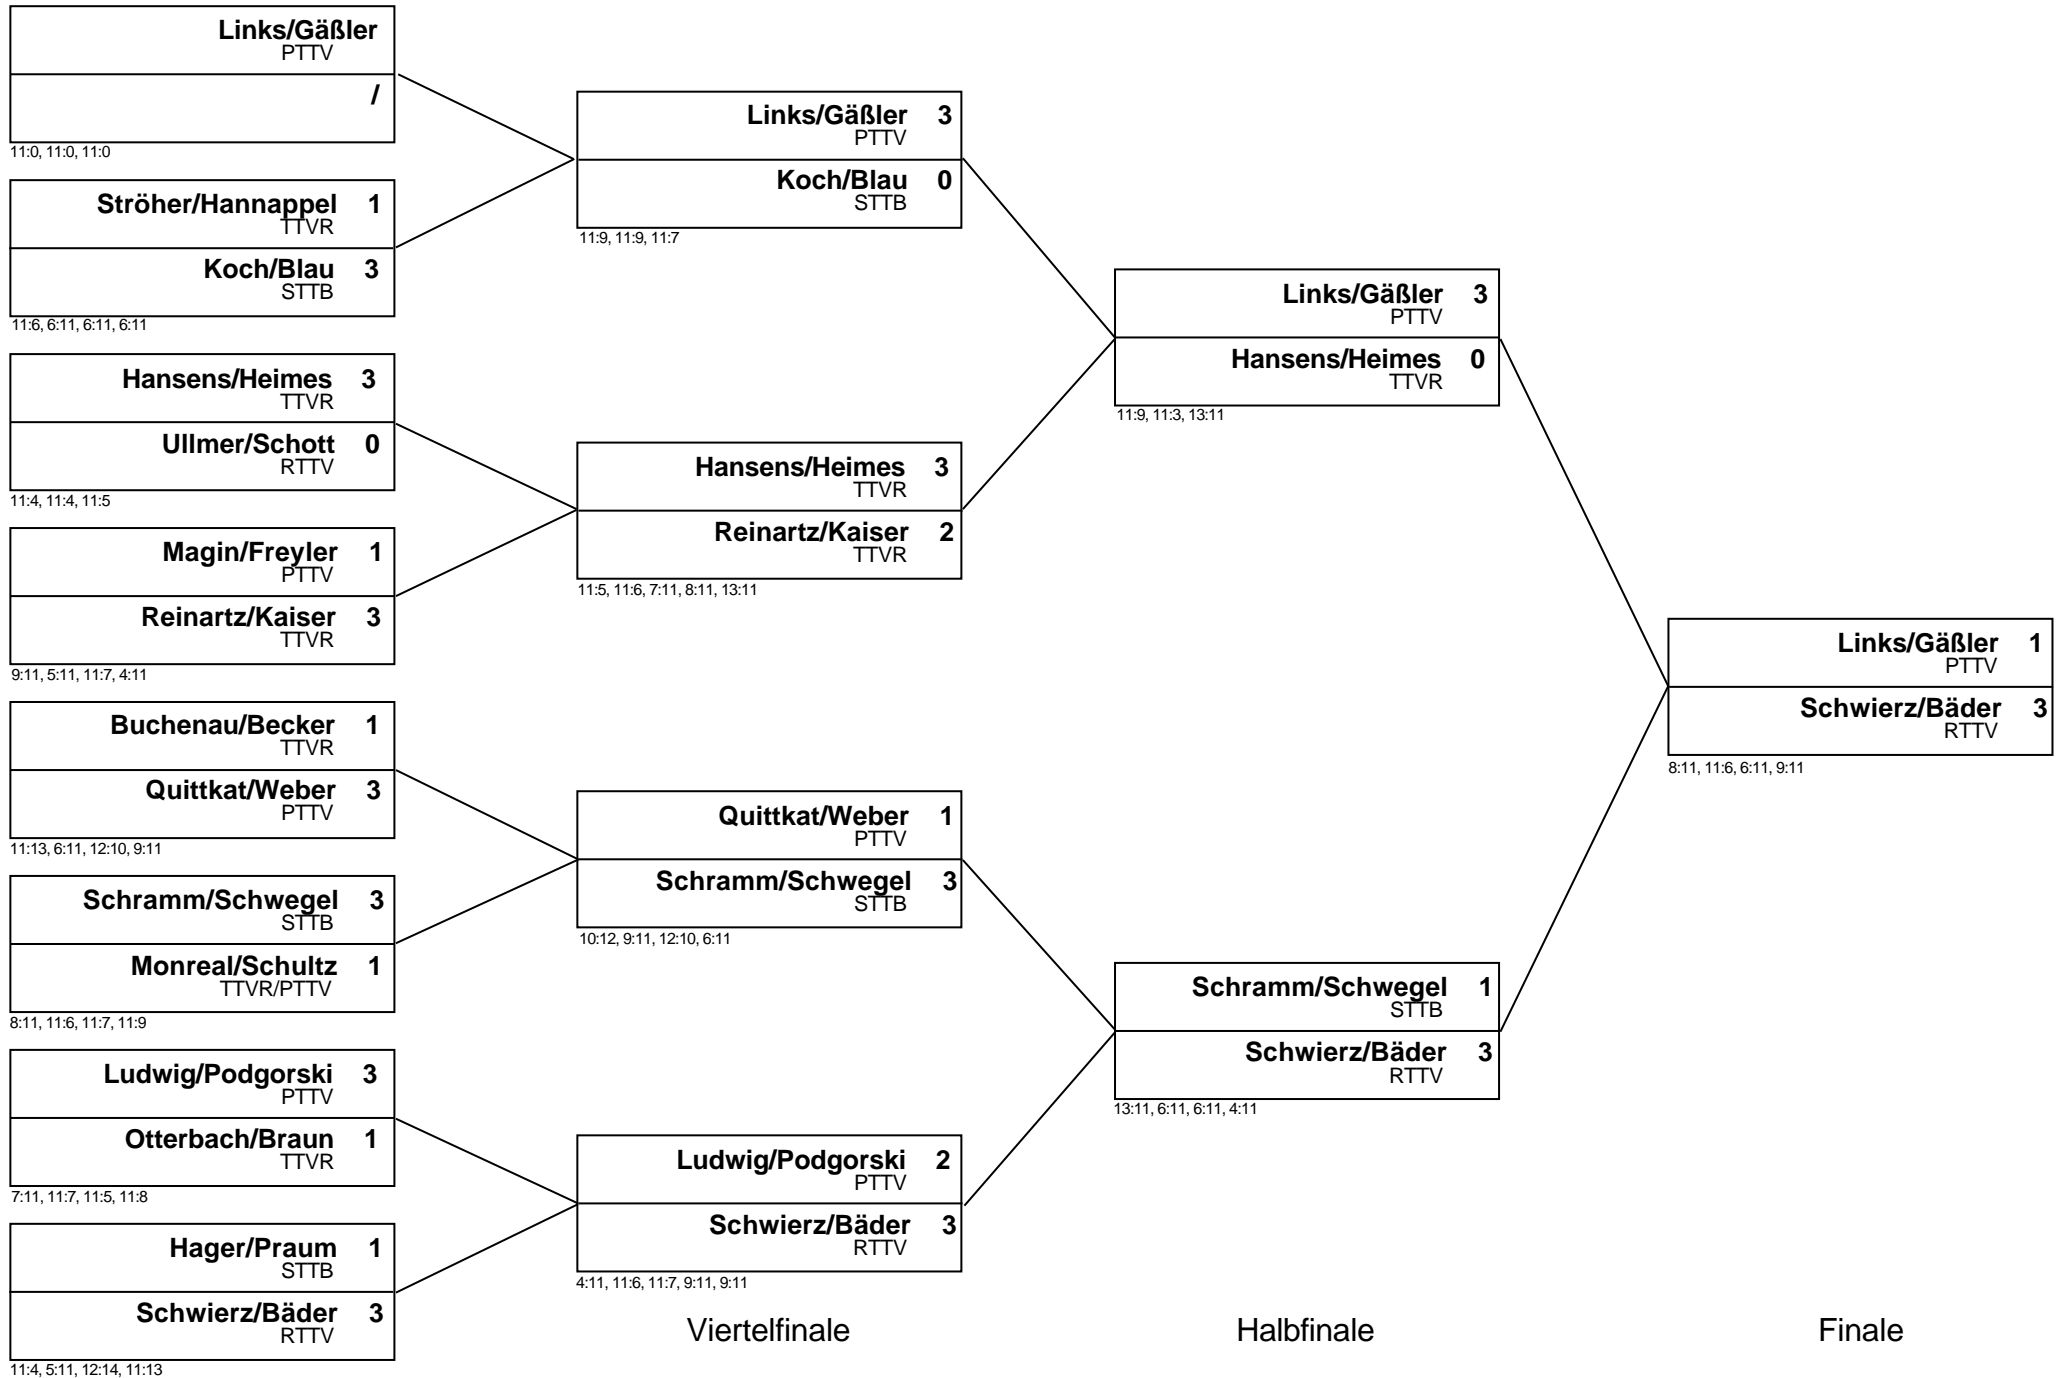 Links/Gäßler
PTTV
/
11:0, 11:0, 11:0
Ströher/Hannappel 1
TTVR
Koch/Blau 3
STTB
11:6, 6:11, 6:11, 6:11
Hansens/Heimes 3
TTVR
Ullmer/Schott 0
RTTV
11:4, 11:4, 11:5
Magin/Freyler 1
PTTV
Reinartz/Kaiser 3
TTVR
9:11, 5:11, 11:7, 4:11
Buchenau/Becker 1
TTVR
Quittkat/Weber 3
PTTV
11:13, 6:11, 12:10, 9:11
Schramm/Schwegel 3
STTB
Monreal/Schultz 1
TTVR/PTTV
8:11, 11:6, 11:7, 11:9
Ludwig/Podgorski 3
PTTV
Otterbach/Braun 1
TTVR
7:11, 11:7, 11:5, 11:8
Hager/Praum 1
STTB
Schwierz/Bäder 3
RTTV
11:4, 5:11, 12:14, 11:13
Links/Gäßler 3
PTTV
Koch/Blau 0
STTB
11:9, 11:9, 11:7
Hansens/Heimes 3
TTVR
Reinartz/Kaiser 2
TTVR
11:5, 11:6, 7:11, 8:11, 13:11
Quittkat/Weber 1
PTTV
Schramm/Schwegel 3
STTB
10:12, 9:11, 12:10, 6:11
Ludwig/Podgorski 2
PTTV
Schwierz/Bäder 3
RTTV
4:11, 11:6, 11:7, 9:11, 9:11
Viertelfinale
Links/Gäßler 3
PTTV
Hansens/Heimes 0
TTVR
11:9, 11:3, 13:11
Schramm/Schwegel 1
STTB
Schwierz/Bäder 3
RTTV
13:11, 6:11, 6:11, 4:11
Halbfinale
Links/Gäßler 1
PTTV
Schwierz/Bäder 3
RTTV
8:11, 11:6, 6:11, 9:11
Finale